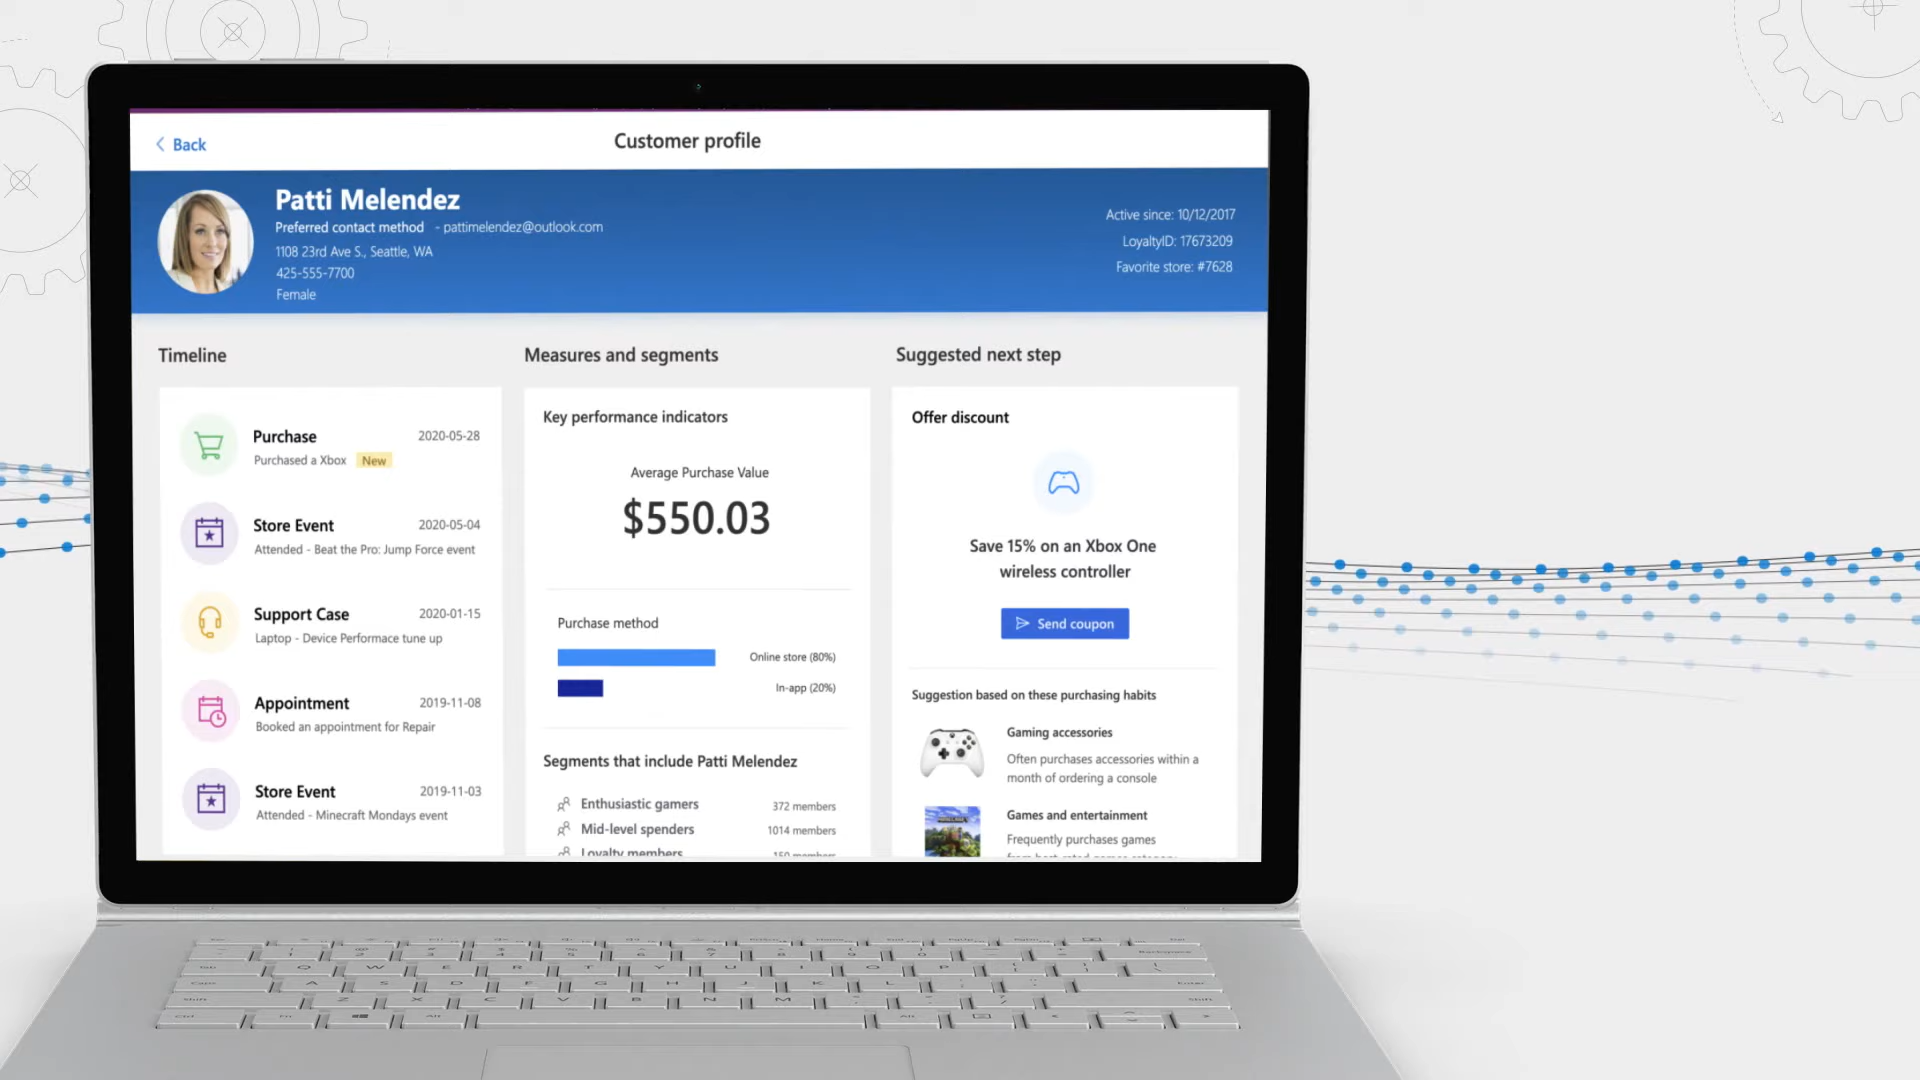 Back
Customer profile
Patti Melendez
Preferred contact method - pattimelendez@outlook.com
1108 23rd Ave S., Seattle, WA
425-555-7700
Female
Active since: 10/12/2017
LoyaltyID: 17673209
Favorite store: #7628
Timeline
Purchase 2020-05-28
Purchased a Xbox New
Store Event 2020-05-04
Attended - Beat the Pro: Jump Force event
Support Case 2020-01-15
Laptop - Device Performace tune up
Appointment 2019-11-08
Booked an appointment for Repair
Store Event 2019-11-03
Attended - Minecraft Mondays event
Measures and segments
Key performance indicators
Average Purchase Value
$550.03
Purchase method
Online store (80%)
In-app (20%)
Segments that include Patti Melendez
Enthusiastic gamers 372 members
Mid-level spenders 1014 members
Loyalty members 150 members
Suggested next step
Offer discount
Save 15% on an Xbox One
wireless controller
Send coupon
Suggestion based on these purchasing habits
Gaming accessories
Often purchases accessories within a
month of ordering a console
Games and entertainment
Frequently purchases games